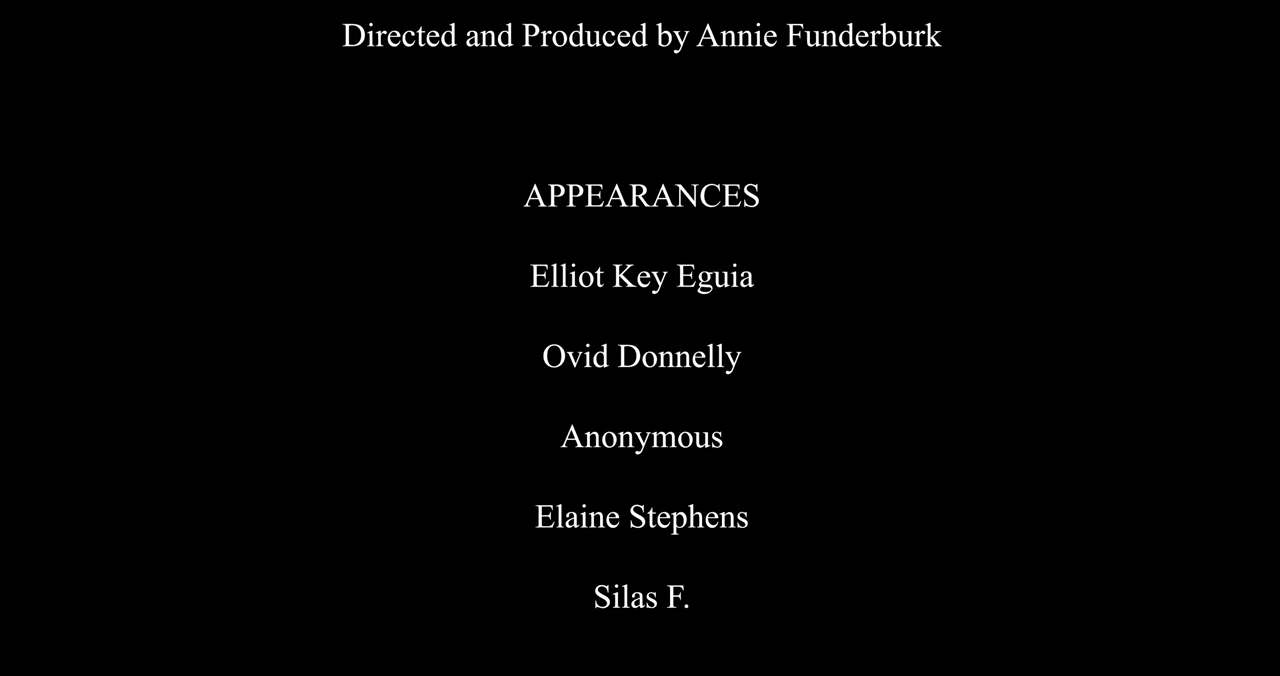 Directed and Produced by Annie Funderburk
APPEARANCES
Elliot Key Eguia
Ovid Donnelly
Anonymous
Elaine Stephens
Silas F.